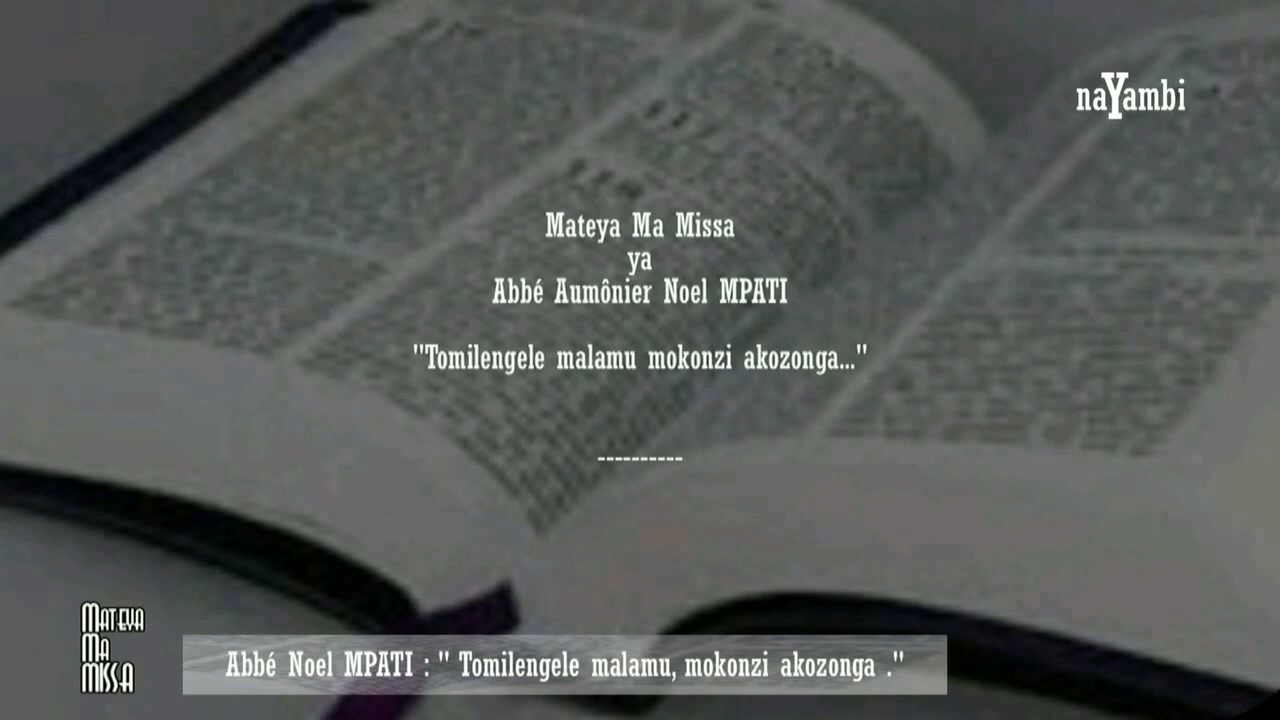 naYambi
Mateya Ma Missa
ya
Abbé Aumônier Noel MPATI
"Tomilengele malamu mokonzi akozonga..."
----------
MATEYA
MA
MISSA
Abbé Noel MPATI : " Tomilengele malamu, mokonzi akozonga ."